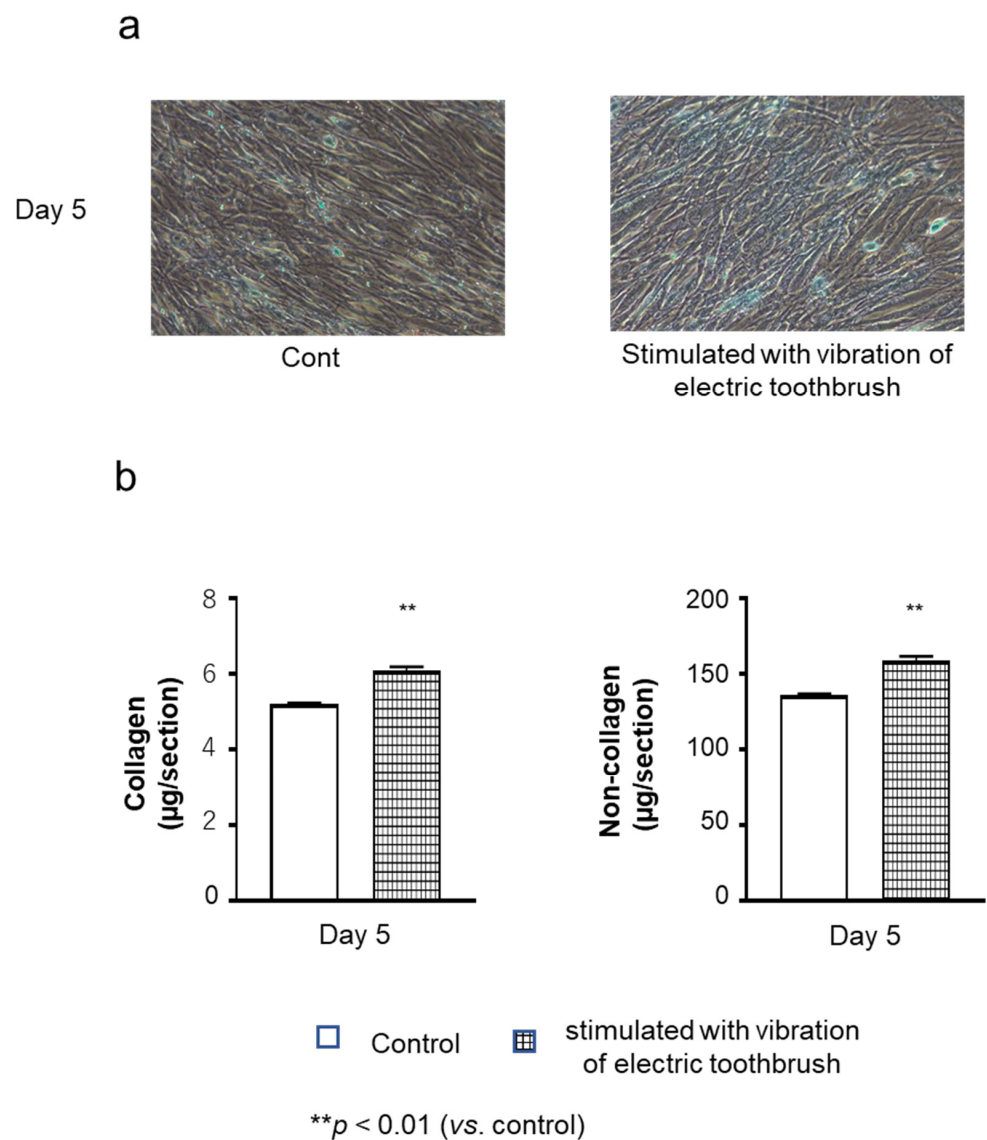 a
Day 5
Cont
Stimulated with vibration of
electric toothbrush
b
Collagen
(µg/section)
8
6
4
2
0
Day 5
Non-collagen
(µg/section)
200
150
100
50
0
Day 5
**
**
Control
stimulated with vibration
of electric toothbrush
**p < 0.01 (vs. control)